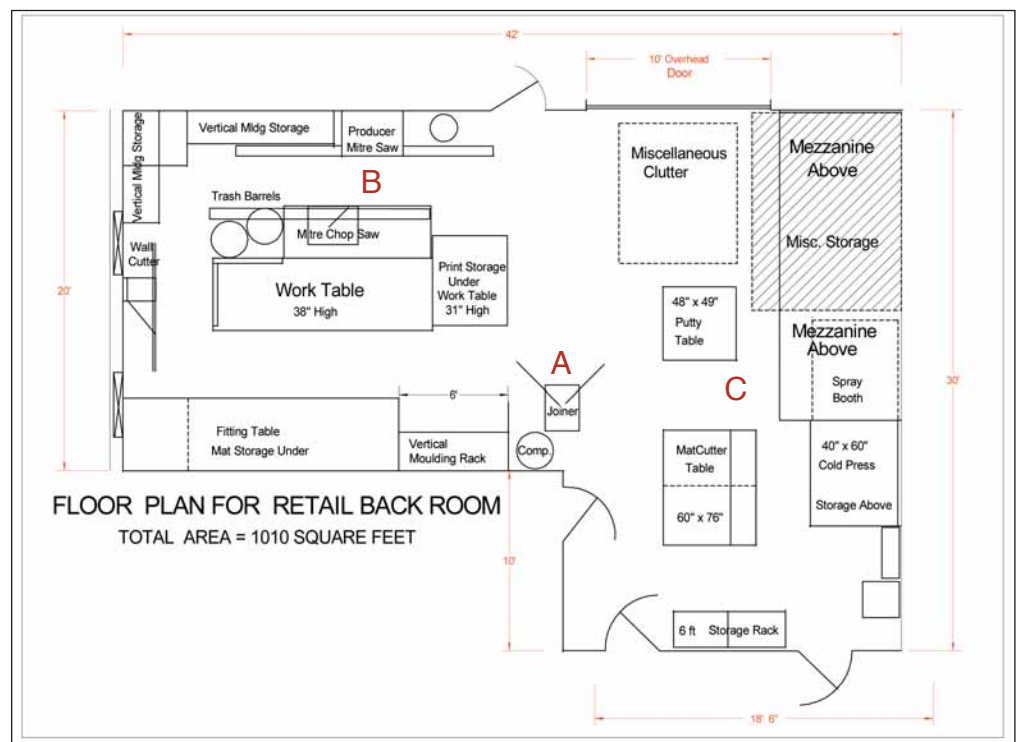 42'
10' Overhead
Door
Vertical Mldg Storage
Vertical Mldg Storage
Vertical Mldg Storage
Producer
Mitre Saw
B
Miscellaneous
Clutter
Mezzanine
Above
Misc. Storage
Trash Barrels
Mitre Chop Saw
Wall
Cutter
20'
Work Table
38" High
Print Storage
Under
Work Table
31" High
48" x 49"
Putty
Table
Mezzanine
Above
Spray
Booth
30'
A
C
6'
Joiner
Fitting Table
Mat Storage Under
Vertical
Moulding Rack
Comp.
MatCutter
Table
60" x 76"
40" x 60"
Cold Press
Storage Above
FLOOR PLAN FOR RETAIL BACK ROOM
TOTAL AREA = 1010 SQUARE FEET
10'
6 ft Storage Rack
18' 6"